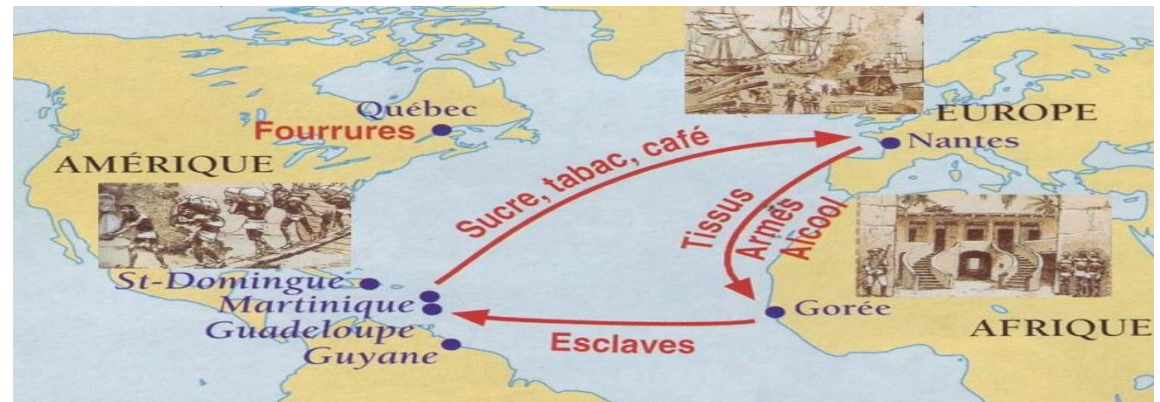 Québec
Fourrures
AMÉRIQUE
EUROPE
Nantes
Sucre, tabac, café
Tissus
Armes
Alcool
St-Domingue
Martinique
Guadeloupe
Guyane
Gorée
AFRIQUE
Esclaves